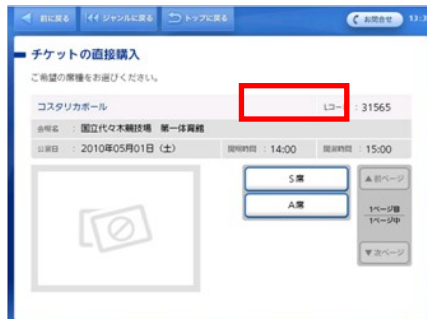 前に戻る ジャンルに戻る トップに戻る お問合せ 13:3
チケットの直接購入
ご希望の席種をお選びください。
コスタリカボール Lコード : 31565
会場名 : 国立代々木競技場 第一体育館
公演日 : 2010年05月01日(土) 開場時間 : 14:00 開演時間 : 15:00
S席
▲前ページ
A席
1ページ目
1ページ中
▼次ページ